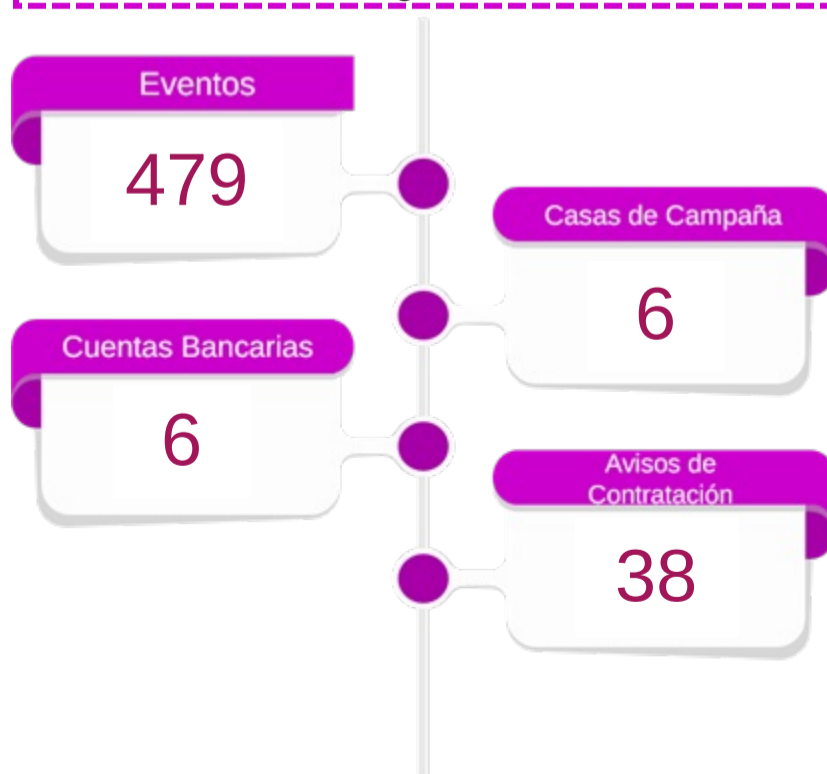 Eventos
479
Casas de Campaña
6
Cuentas Bancarias
6
Avisos de
Contratación
38